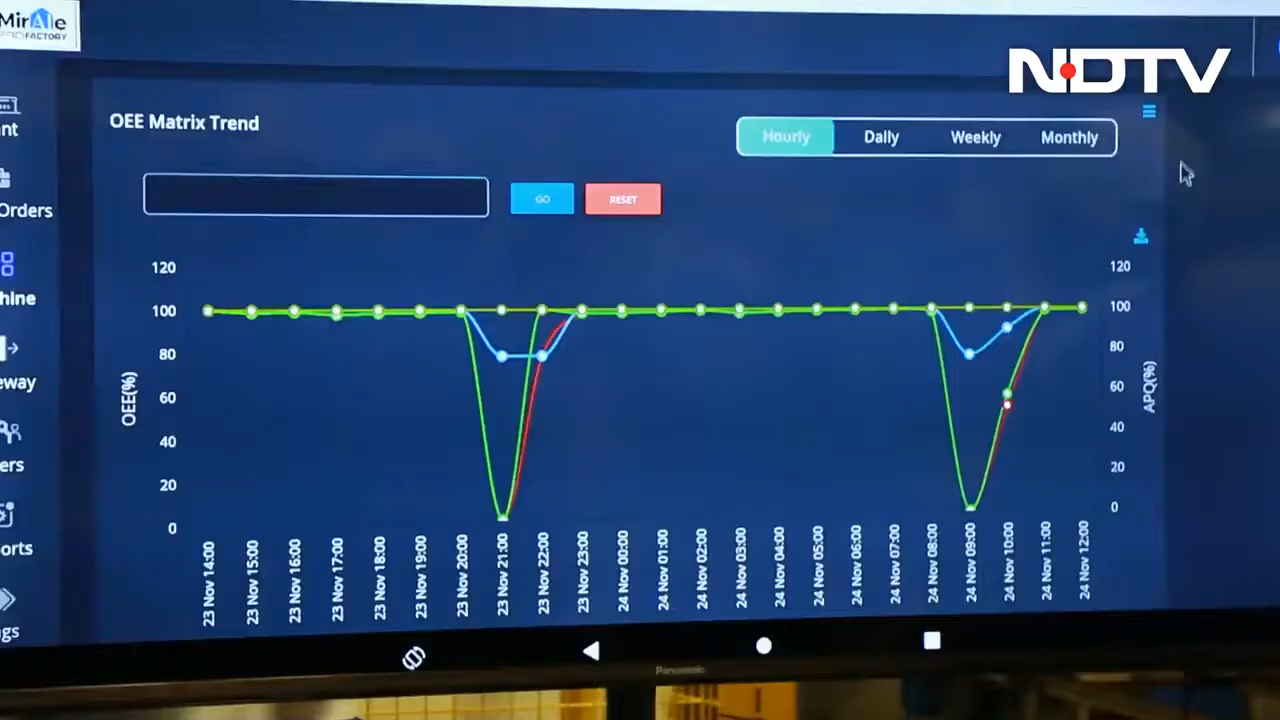 MirAIe
FACTORY
NDTV
OEE Matrix Trend
Hourly
Daily
Weekly
Monthly
GO
RESET
nt
Orders
hine
eway
ers
orts
gs
OEE(%)
120
100
80
60
40
20
0
APQ(%)
120
100
80
60
40
20
0
23 Nov 14:00
23 Nov 15:00
23 Nov 16:00
23 Nov 17:00
23 Nov 18:00
23 Nov 19:00
23 Nov 20:00
23 Nov 21:00
23 Nov 22:00
23 Nov 23:00
24 Nov 00:00
24 Nov 01:00
24 Nov 02:00
24 Nov 03:00
24 Nov 04:00
24 Nov 05:00
24 Nov 06:00
24 Nov 07:00
24 Nov 08:00
24 Nov 09:00
24 Nov 10:00
24 Nov 11:00
24 Nov 12:00
Panasonic